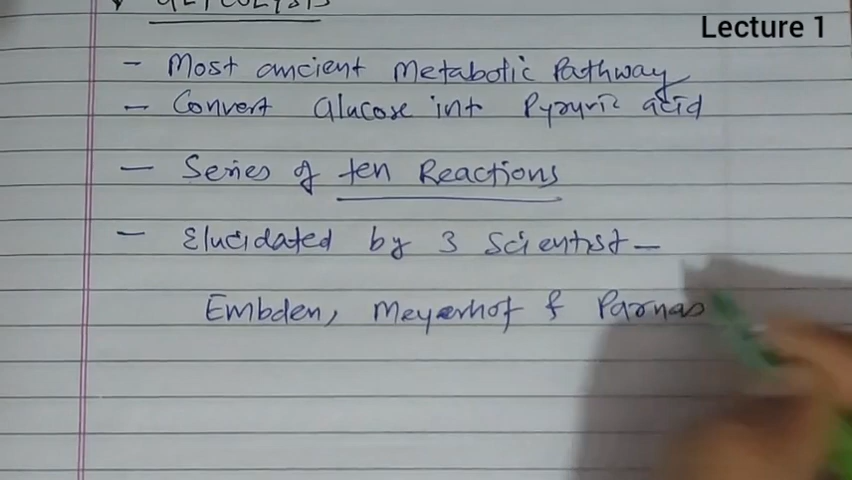 GLYCOLYSIS
Lecture 1
- Most ancient Metabolic Pathway
- Convert Glucose int Pyruvic acid
- Series of ten Reactions
- Elucidated by 3 Scientist -
Embden, Meyerhof & Parnas